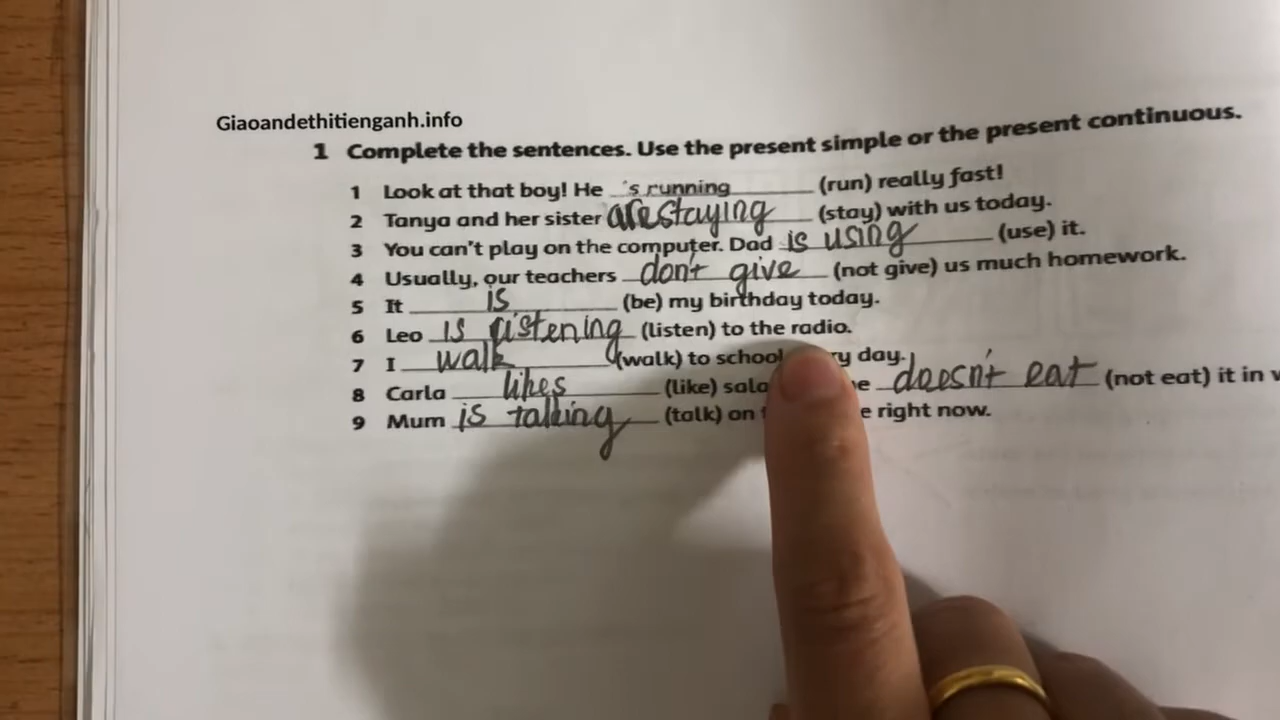 Giaoandethitienganh.info
1 Complete the sentences. Use the present simple or the present continuous.
1 Look at that boy! He 's running (run) really fast!
2 Tanya and her sister are staying (stay) with us today.
3 You can't play on the computer. Dad is using (use) it.
4 Usually, our teachers don't give (not give) us much homework.
5 It is (be) my birthday today.
6 Leo is listening (listen) to the radio.
7 I walk (walk) to school day.
8 Carla likes (like) doesn't eat (not eat) it in
9 Mum is talking (talk) on right now.